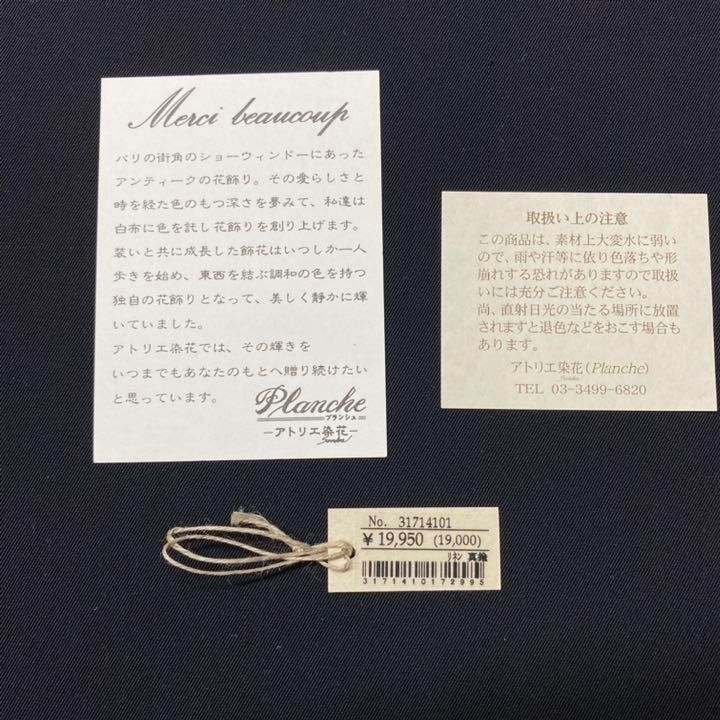 Merci beaucoup
パリの街角のショーウィンドーにあった
アンティークの花飾り。その愛らしさと
時を経た色のもつ深さを夢みて、私達は
白布に色を託し花飾りを創り上げます。
装いと共に成長した飾花はいつしか一人
歩きを始め、東西を結ぶ調和の色を持つ
独自の花飾りとなって、美しく静かに輝
いていました。
アトリエ染花では、その輝きを
いつまでもあなたのもとへ贈り続けたい
と思っています。
Planche
プランシュ
―アトリエ染花―
Somka
取扱い上の注意
この商品は、素材上大変水に弱い
ので、雨や汗等に依り色落ちや形
崩れする恐れがありますので取扱
いには充分ご注意ください。
尚、直射日光の当たる場所に放置
されますと退色などをおこす場合も
あります。
アトリエ染花(Planche)
TEL 03-3499-6820
No. 31714101
¥ 19,950 (19,000)
リネン 真鍮
3171410172995